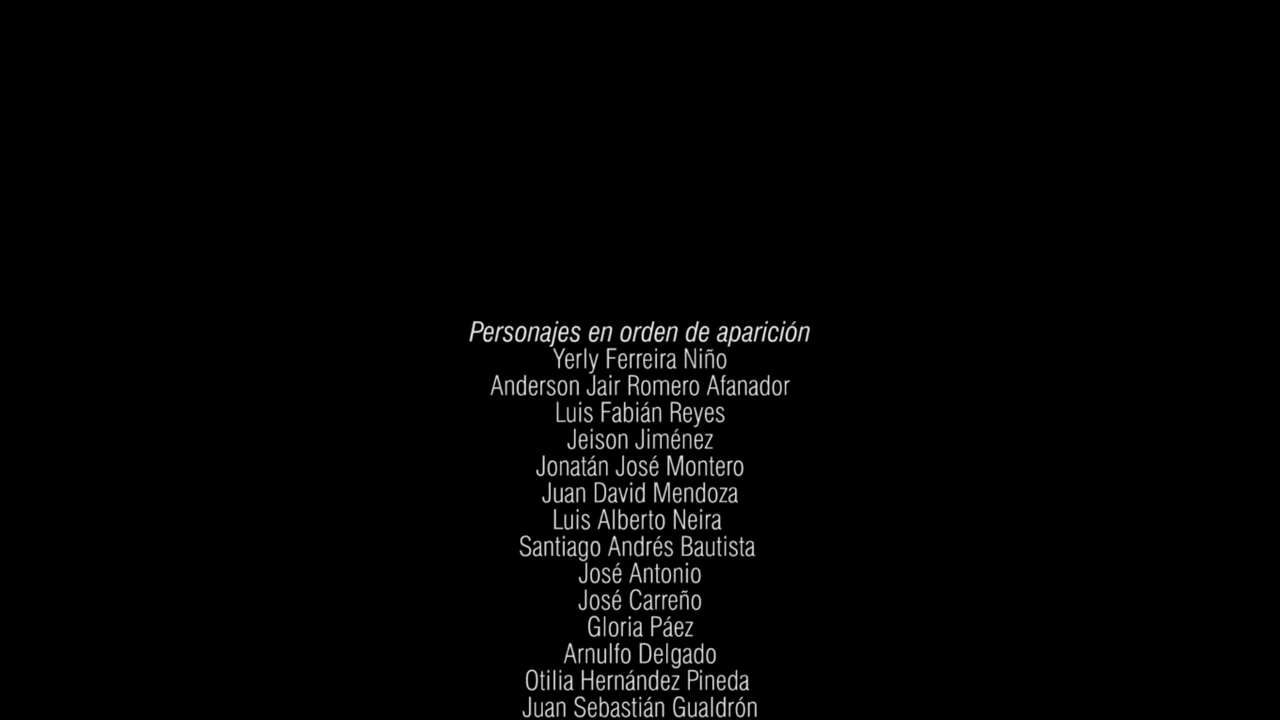 Personajes en orden de aparición
Yerly Ferreira Niño
Anderson Jair Romero Afanador
Luis Fabián Reyes
Jeison Jiménez
Jonatán José Montero
Juan David Mendoza
Luis Alberto Neira
Santiago Andrés Bautista
José Antonio
José Carreño
Gloria Páez
Arnulfo Delgado
Otilia Hernández Pineda
Juan Sebastián Gualdrón